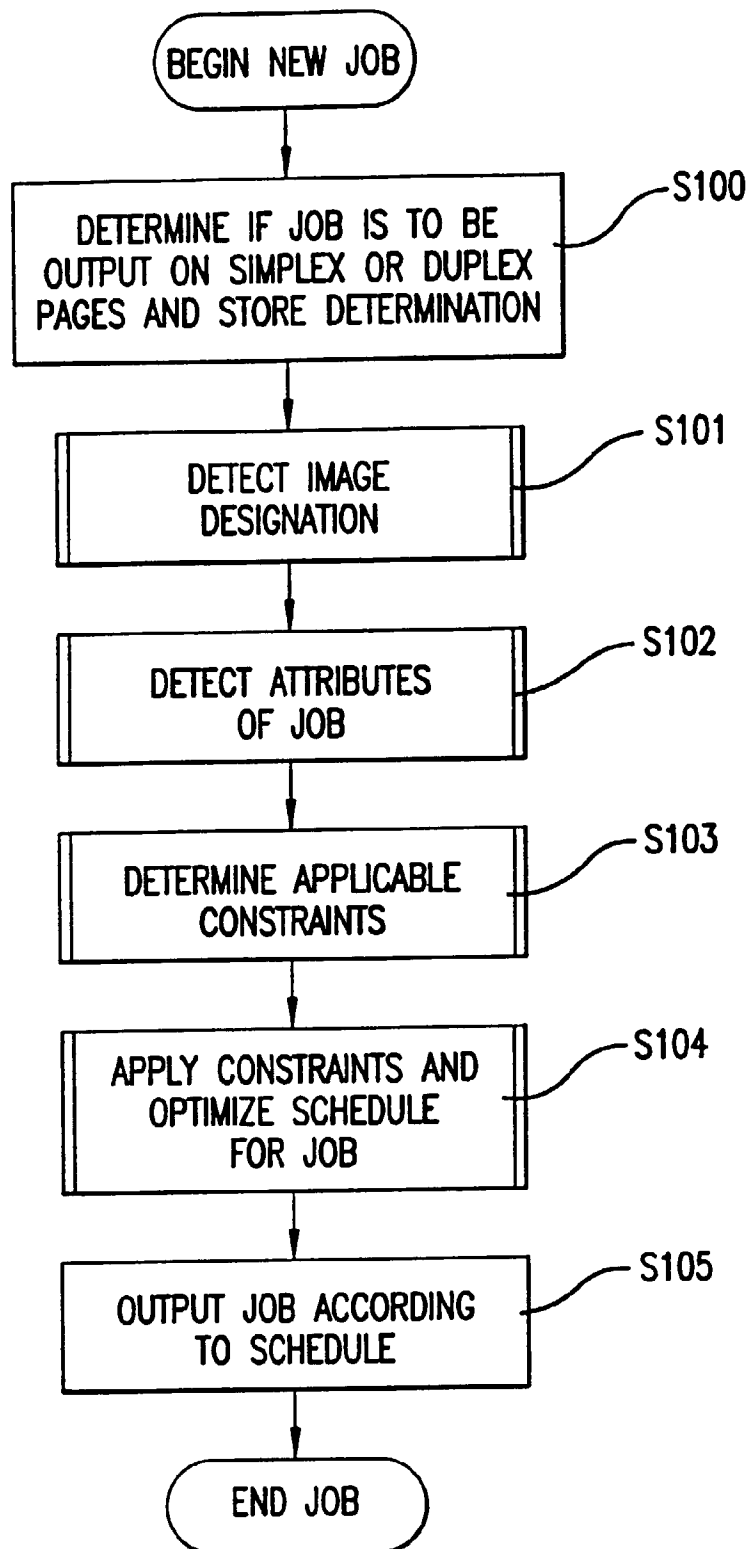 BEGIN NEW JOB
S100
DETERMINE IF JOB IS TO BE
OUTPUT ON SIMPLEX OR DUPLEX
PAGES AND STORE DETERMINATION
S101
DETECT IMAGE
DESIGNATION
S102
DETECT ATTRIBUTES
OF JOB
S103
DETERMINE APPLICABLE
CONSTRAINTS
S104
APPLY CONSTRAINTS AND
OPTIMIZE SCHEDULE
FOR JOB
S105
OUTPUT JOB ACCORDING
TO SCHEDULE
END JOB